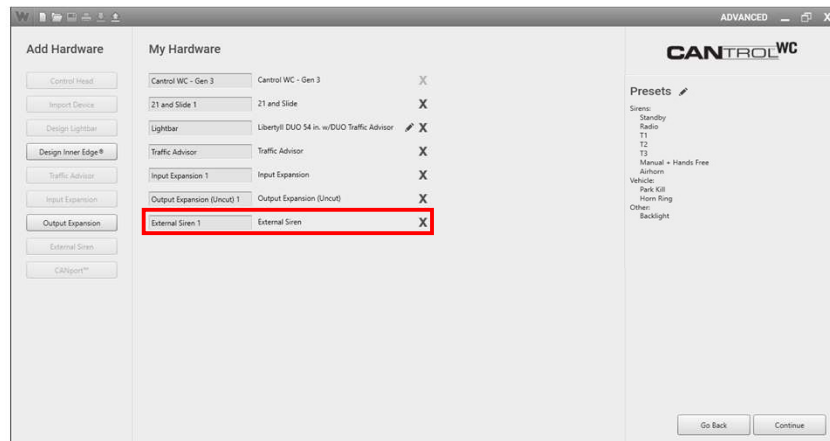 ADVANCED
Add Hardware
Control Head
Import Device
Design Lightbar
Design Inner Edge®
Traffic Advisor
Input Expansion
Output Expansion
External Siren
CANport™
My Hardware
Cantrol WC - Gen 3 Cantrol WC - Gen 3 X
21 and Slide 1 21 and Slide X
Lightbar LibertyII DUO 54 in. w/DUO Traffic Advisor X
Traffic Advisor Traffic Advisor X
Input Expansion 1 Input Expansion X
Output Expansion (Uncut) 1 Output Expansion (Uncut) X
External Siren 1 External Siren X
CANTROL WC
Presets
Sirens:
Standby
Radio
T1
T2
T3
Manual + Hands Free
Airhorn
Vehicle:
Park Kill
Horn Ring
Other:
Backlight
Go Back Continue